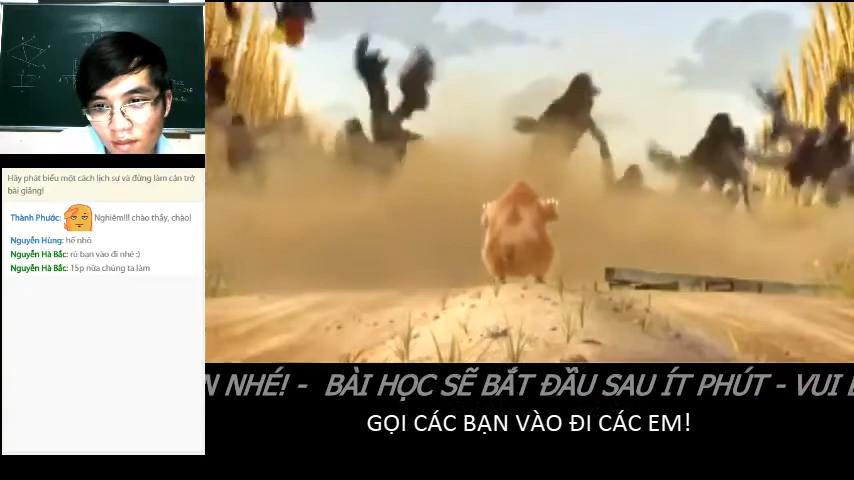 Hãy phát biểu một cách lịch sự và đừng làm cản trở
bài giảng!
Thành Phước: Nghiêm!!! chào thầy, chào!
Nguyễn Hùng: hế nhô
Nguyễn Hà Bắc: rủ bạn vào đi nhé :)
Nguyễn Hà Bắc: 15p nữa chúng ta làm
N NHÉ! - BÀI HỌC SẼ BẮT ĐẦU SAU ÍT PHÚT - VUI
GỌI CÁC BẠN VÀO ĐI CÁC EM!